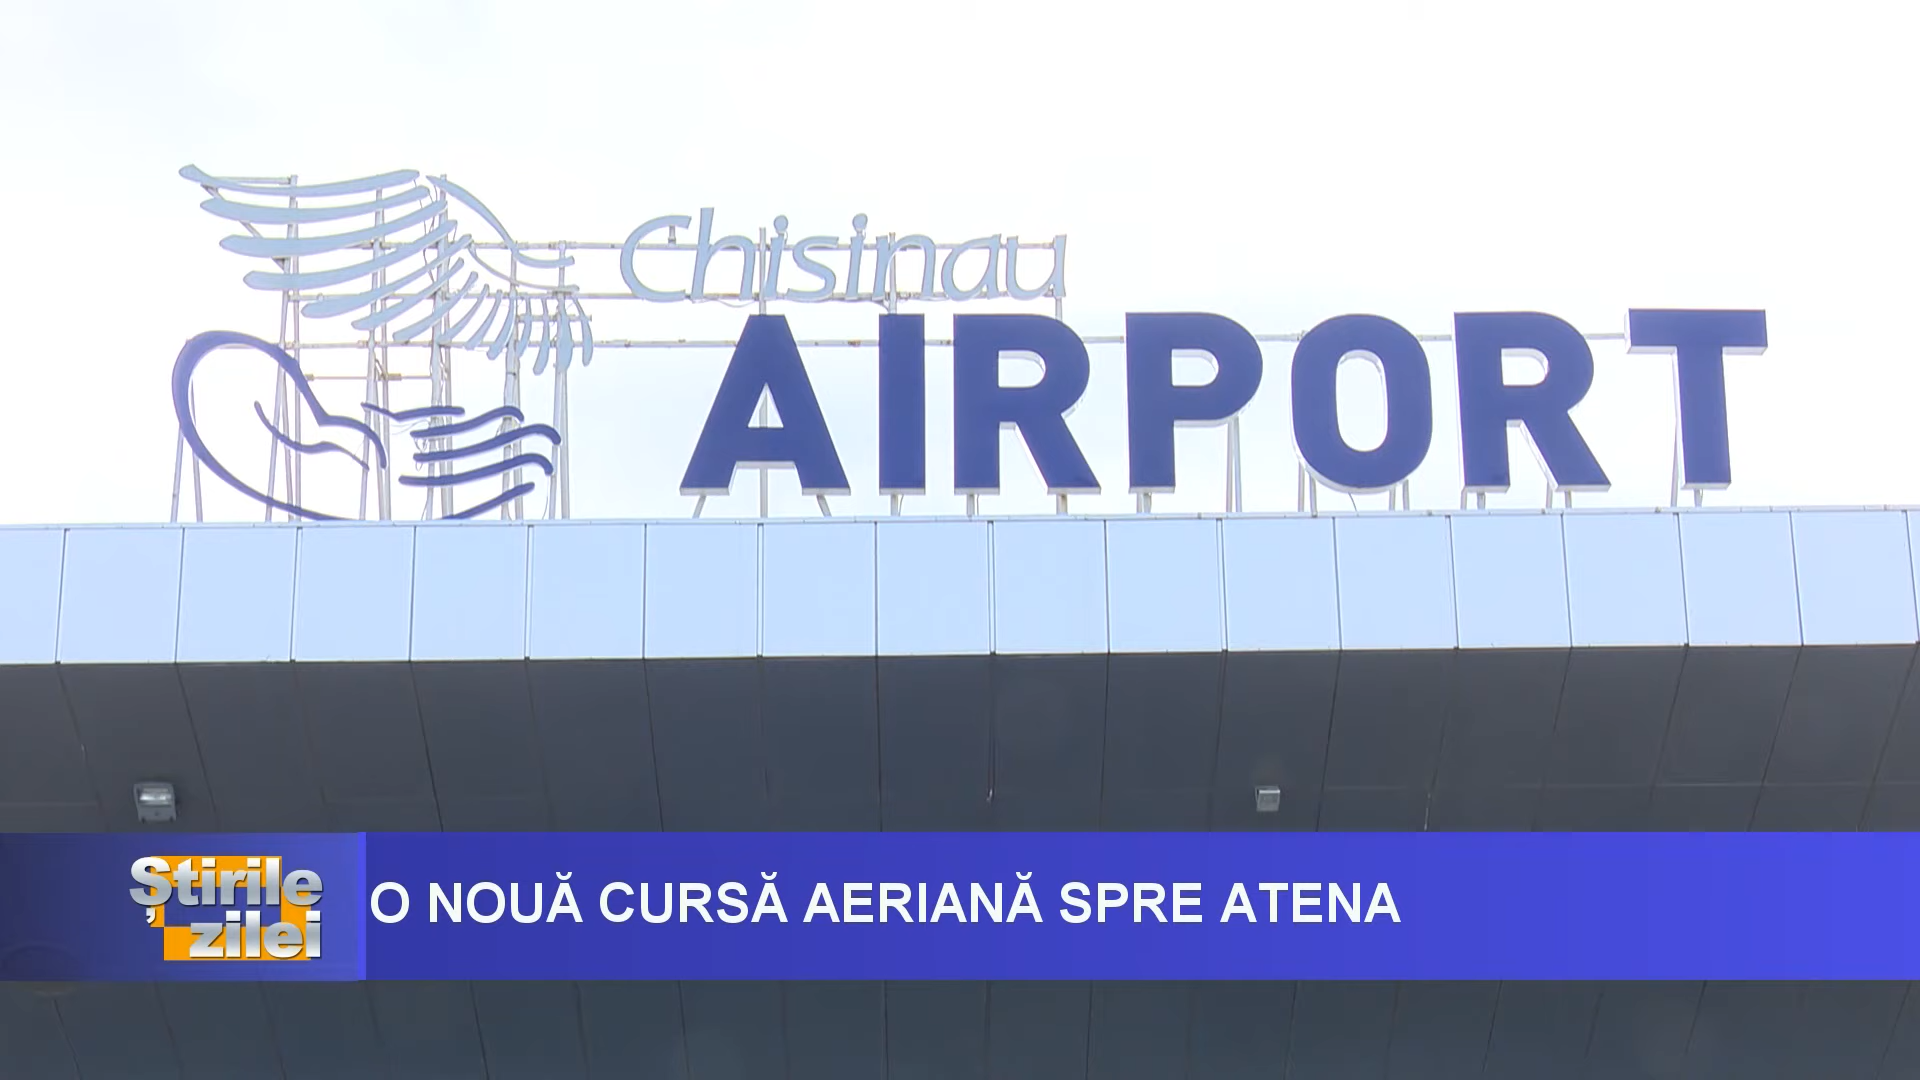 Chisinau
AIRPORT
Știrile
zilei
O NOUĂ CURSĂ AERIANĂ SPRE ATENA